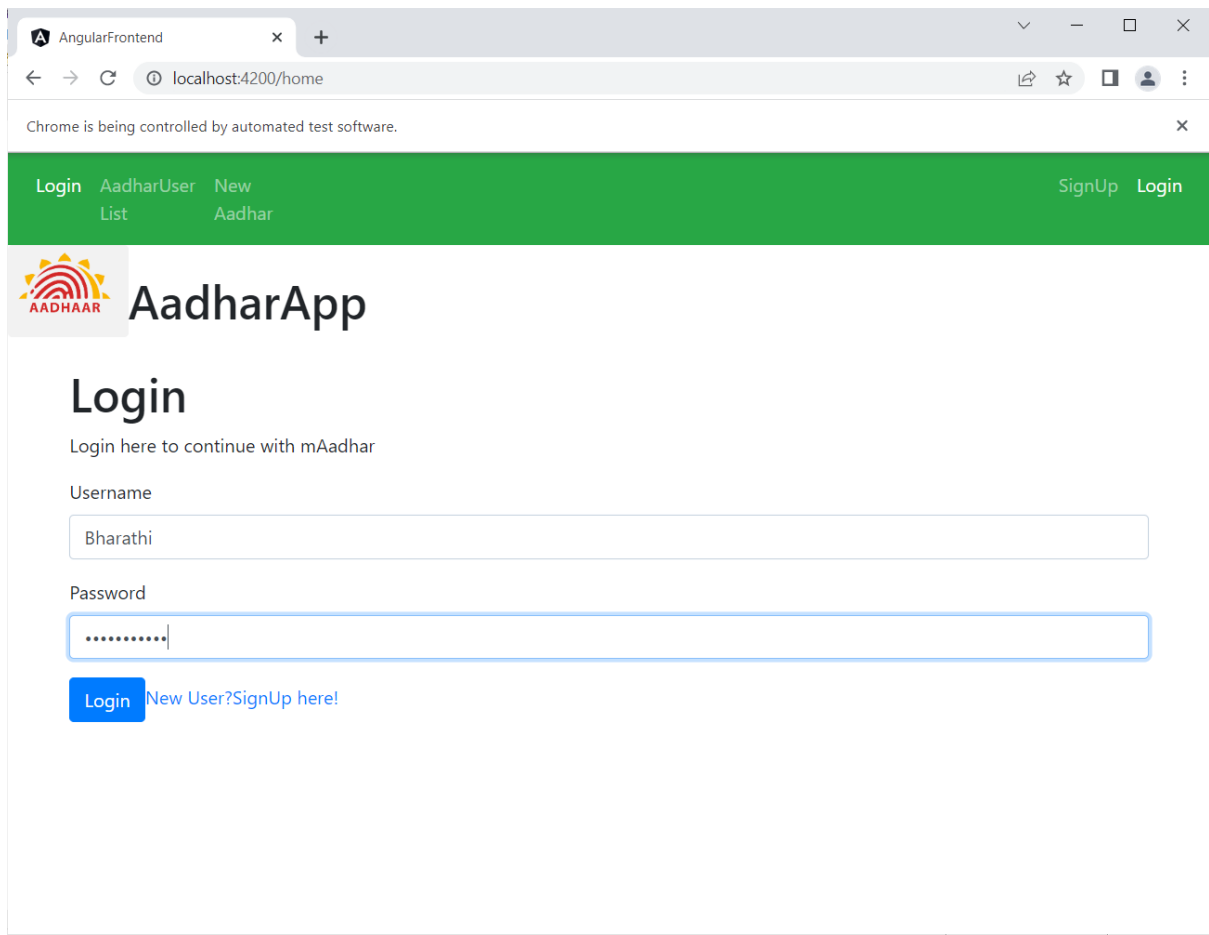 AngularFrontend
localhost:4200/home
Chrome is being controlled by automated test software.
Login AadharUser New SignUp Login
List Aadhar
AADHAAR
AadharApp
Login
Login here to continue with mAadhar
Username
Bharathi
Password
•••••••••••
Login New User?SignUp here!